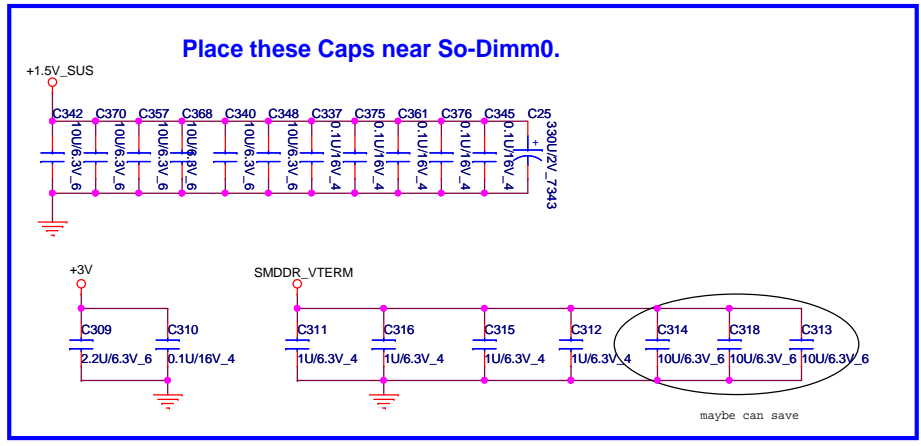 Place these Caps near So-Dimm0.
+1.5V_SUS
C342 C370 C357 C368 C340 C348 C337 C375 C361 C376 C345 C25
10U/6.3V_6
10U/6.3V_6
10U/6.3V_6
10U/6.3V_6
10U/6.3V_6
10U/6.3V_6
0.1U/16V_4
0.1U/16V_4
0.1U/16V_4
0.1U/16V_4
0.1U/16V_4
330U/2V_7343
+
+3V
SMDDR_VTERM
C309 C310 C311 C316 C315 C312 C314 C318 C313
2.2U/6.3V_6 0.1U/16V_4 1U/6.3V_4 1U/6.3V_4 1U/6.3V_4 1U/6.3V_4 10U/6.3V_6 10U/6.3V_6 10U/6.3V_6
maybe can save